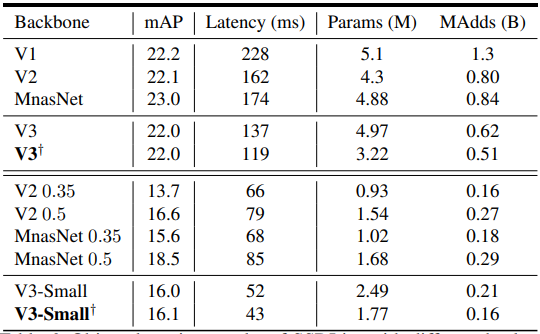 Backbone mAP Latency (ms) Params (M) MAdds (B)
V1 22.2 228 5.1 1.3
V2 22.1 162 4.3 0.80
MnasNet 23.0 174 4.88 0.84
V3 22.0 137 4.97 0.62
V3† 22.0 119 3.22 0.51
V2 0.35 13.7 66 0.93 0.16
V2 0.5 16.6 79 1.54 0.27
MnasNet 0.35 15.6 68 1.02 0.18
MnasNet 0.5 18.5 85 1.68 0.29
V3-Small 16.0 52 2.49 0.21
V3-Small† 16.1 43 1.77 0.16